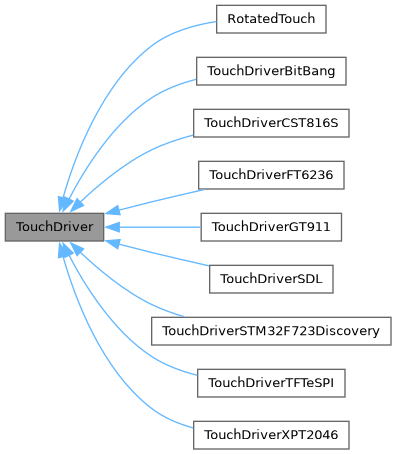 RotatedTouch
TouchDriverBitBang
TouchDriverCST816S
TouchDriverFT6236
TouchDriver
TouchDriverGT911
TouchDriverSDL
TouchDriverSTM32F723Discovery
TouchDriverTFTeSPI
TouchDriverXPT2046